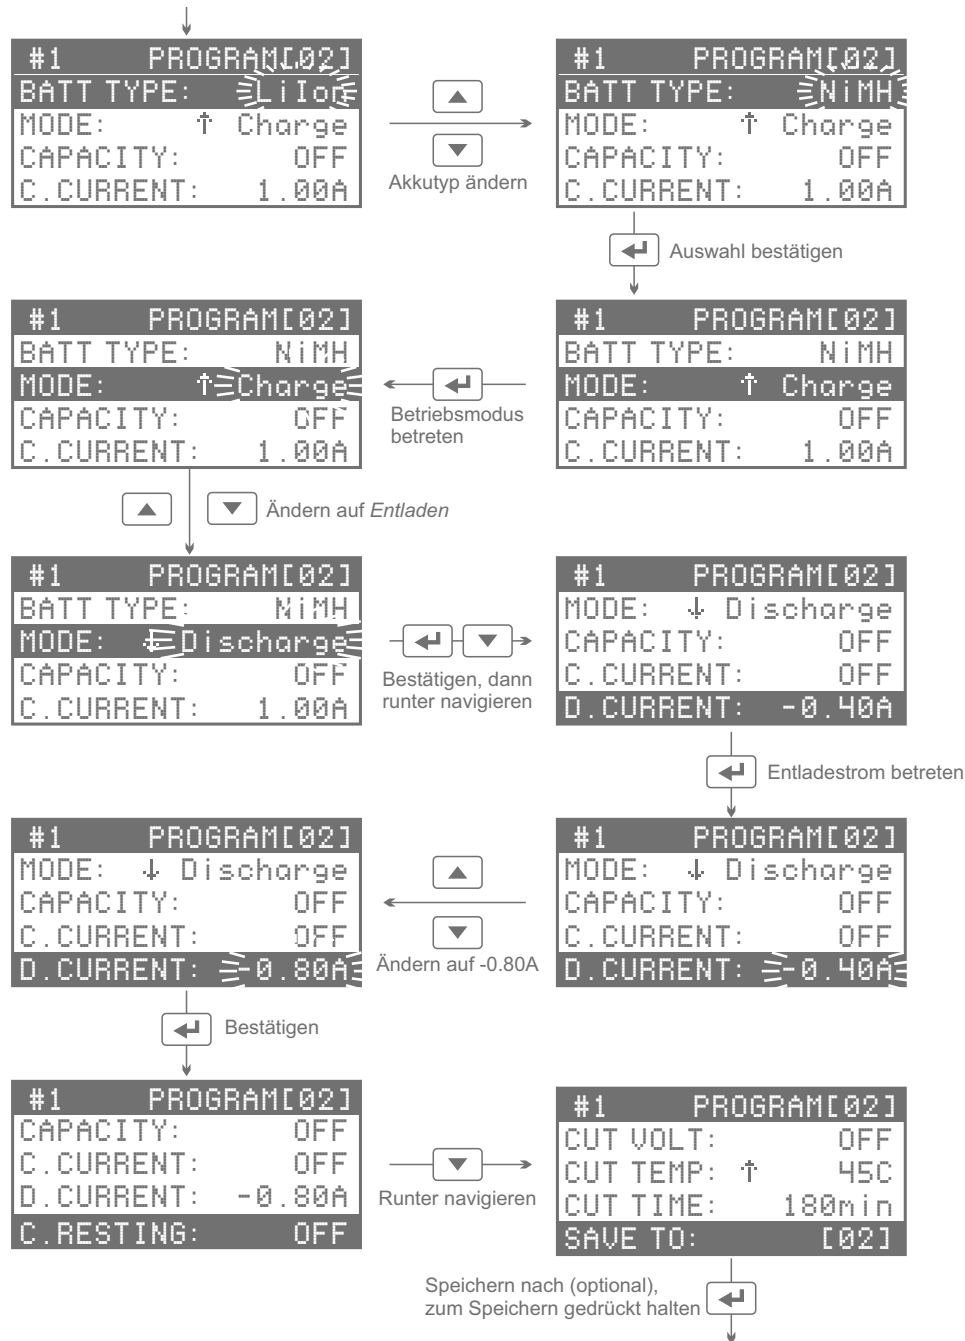 #1 PROGRAM[02]
BATT TYPE: LiIon
MODE: ↑ Charge
CAPACITY: OFF
C.CURRENT: 1.00A
Akkutyp ändern
#1 PROGRAM[02]
BATT TYPE: NiMH
MODE: ↑ Charge
CAPACITY: OFF
C.CURRENT: 1.00A
Auswahl bestätigen
#1 PROGRAM[02]
BATT TYPE: NiMH
MODE: ↑ Charge
CAPACITY: OFF
C.CURRENT: 1.00A
Betriebsmodus
betreten
#1 PROGRAM[02]
BATT TYPE: NiMH
MODE: ↑ Charge
CAPACITY: OFF
C.CURRENT: 1.00A
Ändern auf Entladen
#1 PROGRAM[02]
BATT TYPE: NiMH
MODE: ↓ Discharge
CAPACITY: OFF
C.CURRENT: 1.00A
Bestätigen, dann
runter navigieren
#1 PROGRAM[02]
MODE: ↓ Discharge
CAPACITY: OFF
C.CURRENT: OFF
D.CURRENT: -0.40A
Entladestrom betreten
#1 PROGRAM[02]
MODE: ↓ Discharge
CAPACITY: OFF
C.CURRENT: OFF
D.CURRENT: -0.40A
Ändern auf -0.80A
#1 PROGRAM[02]
MODE: ↓ Discharge
CAPACITY: OFF
C.CURRENT: OFF
D.CURRENT: -0.80A
Bestätigen
#1 PROGRAM[02]
CAPACITY: OFF
C.CURRENT: OFF
D.CURRENT: -0.80A
C.RESTING: OFF
Runter navigieren
#1 PROGRAM[02]
CUT VOLT: OFF
CUT TEMP: ↑ 45C
CUT TIME: 180min
SAVE TO: [02]
Speichern nach (optional),
zum Speichern gedrückt halten